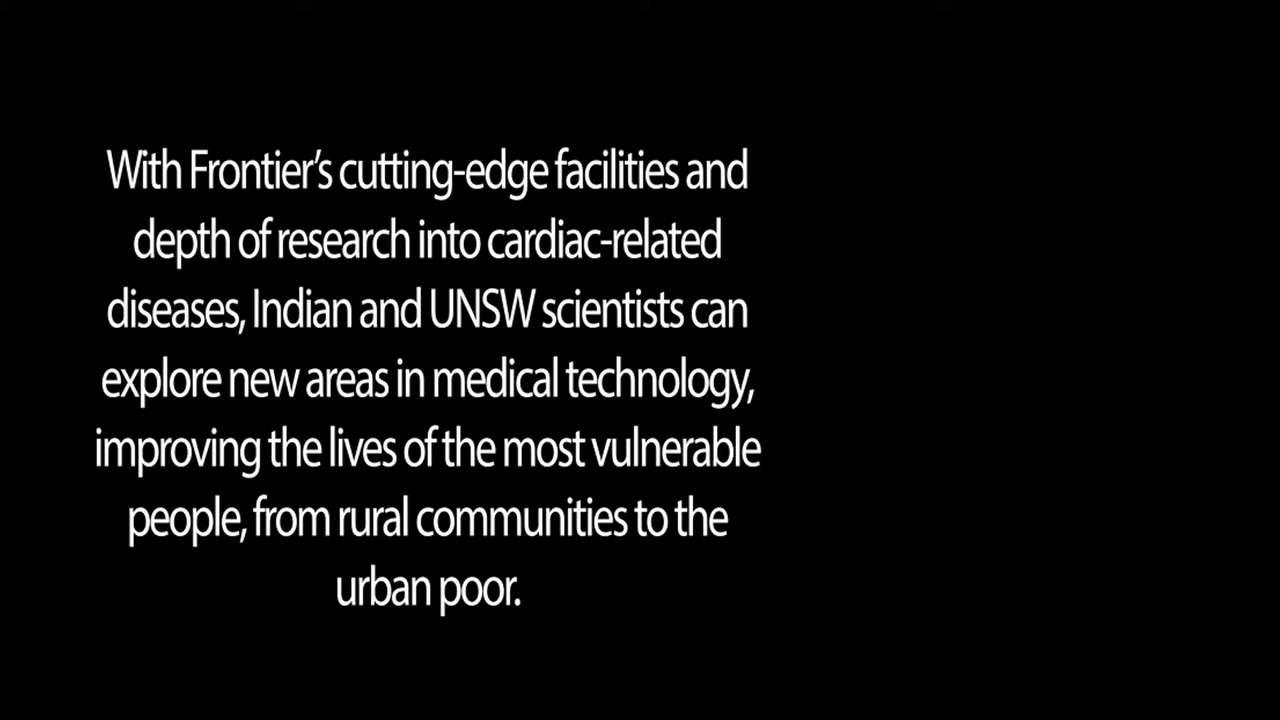 With Frontier’s cutting-edge facilities and
depth of research into cardiac-related
diseases, Indian and UNSW scientists can
explore new areas in medical technology,
improving the lives of the most vulnerable
people, from rural communities to the
urban poor.